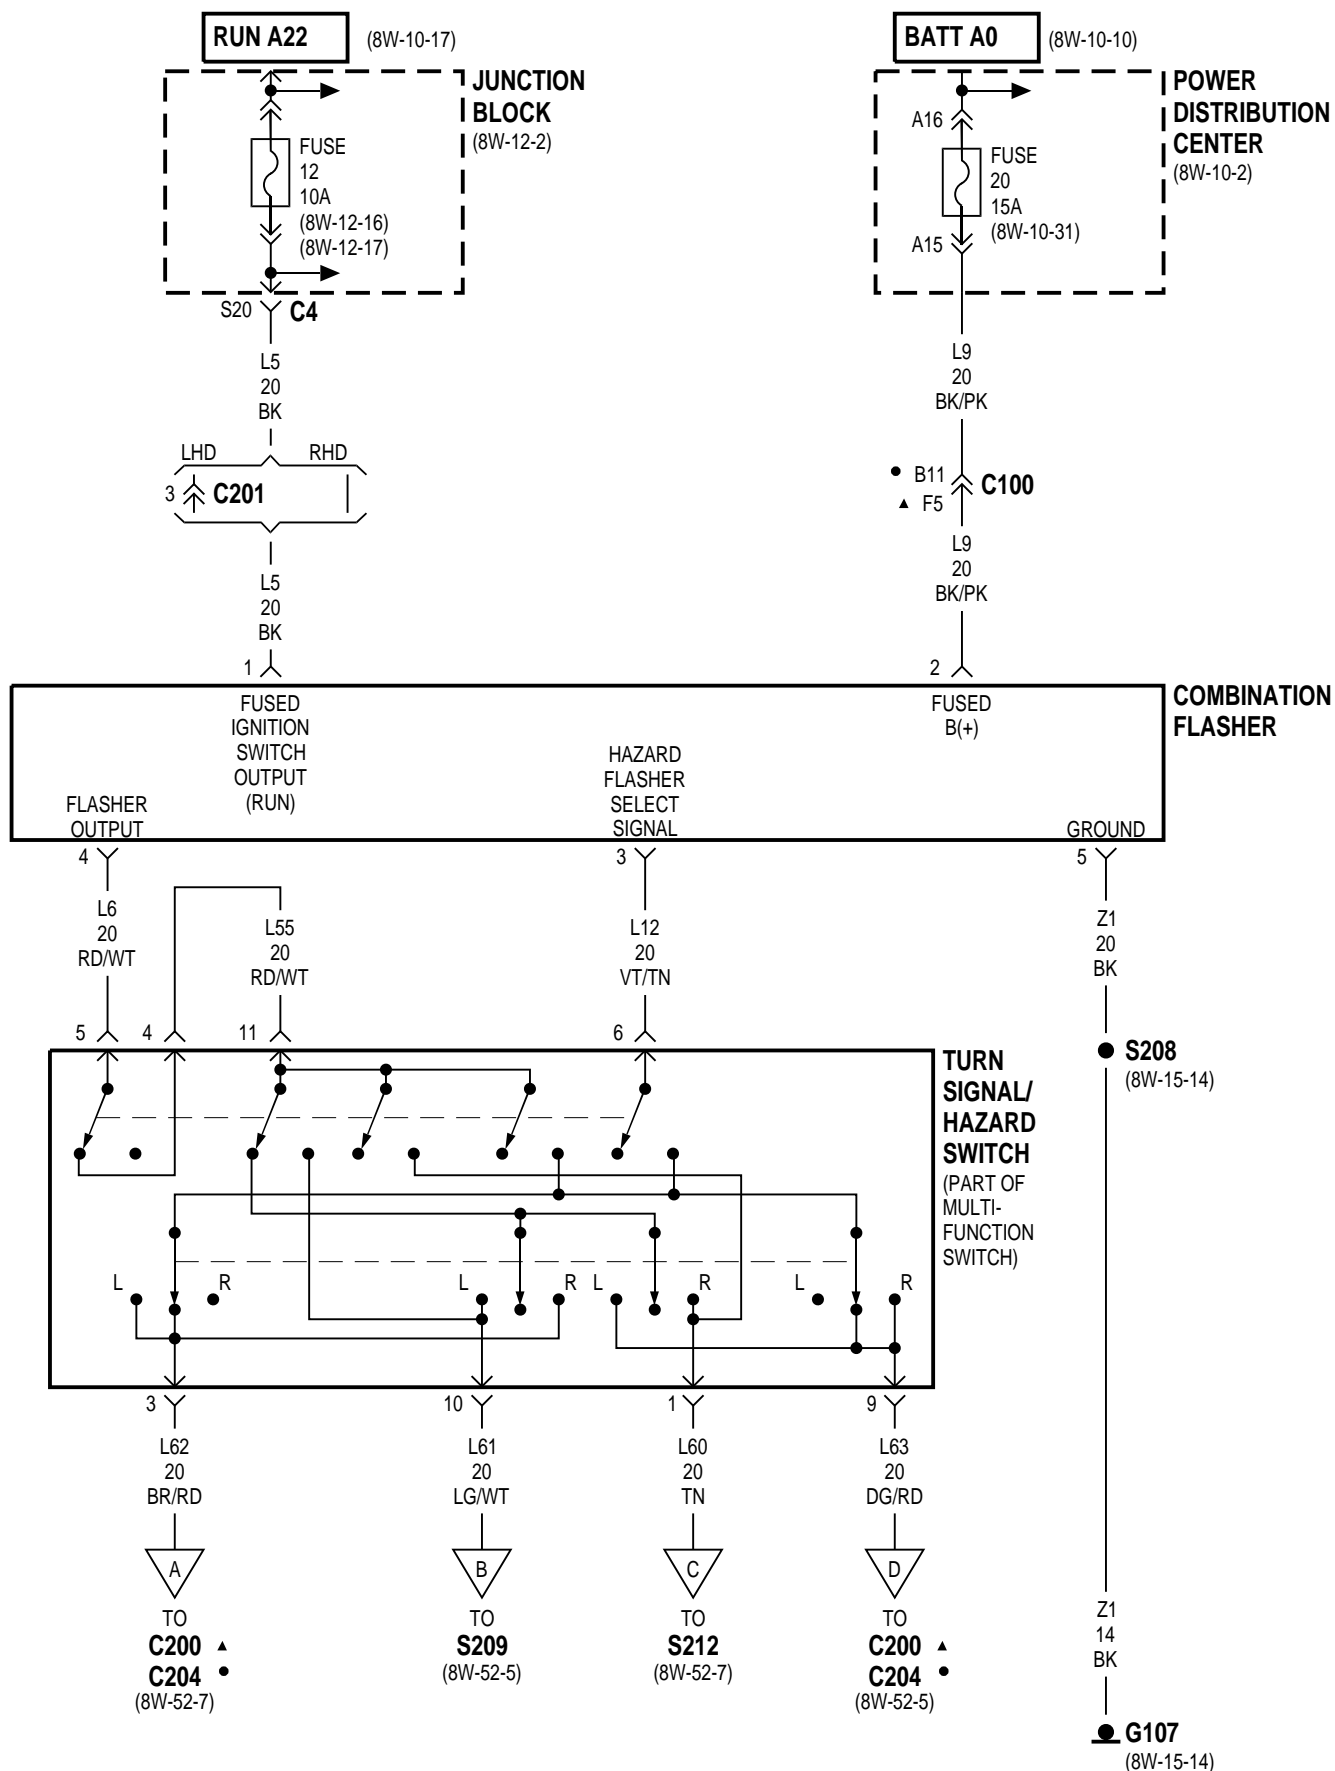 RUN A22
(8W-10-17)
BATT A0
(8W-10-10)
JUNCTION
BLOCK
(8W-12-2)
FUSE
12
10A
(8W-12-16)
(8W-12-17)
S20
C4
POWER
DISTRIBUTION
CENTER
(8W-10-2)
A16
FUSE
20
15A
(8W-10-31)
A15
L5
20
BK
LHD
RHD
3
C201
L5
20
BK
1
L9
20
BK/PK
B11
C100
F5
L9
20
BK/PK
2
COMBINATION
FLASHER
FUSED
IGNITION
SWITCH
OUTPUT
(RUN)
FUSED
B(+)
HAZARD
FLASHER
SELECT
SIGNAL
FLASHER
OUTPUT
GROUND
4
3
5
L6
20
RD/WT
L55
20
RD/WT
L12
20
VT/TN
Z1
20
BK
5
4
11
6
S208
(8W-15-14)
TURN
SIGNAL/
HAZARD
SWITCH
(PART OF
MULTI-
FUNCTION
SWITCH)
L
R
L
R
L
R
L
R
3
10
1
9
L62
20
BR/RD
L61
20
LG/WT
L60
20
TN
L63
20
DG/RD
A
B
C
D
TO
C200
C204
(8W-52-7)
TO
S209
(8W-52-5)
TO
S212
(8W-52-7)
TO
C200
C204
(8W-52-5)
Z1
14
BK
G107
(8W-15-14)